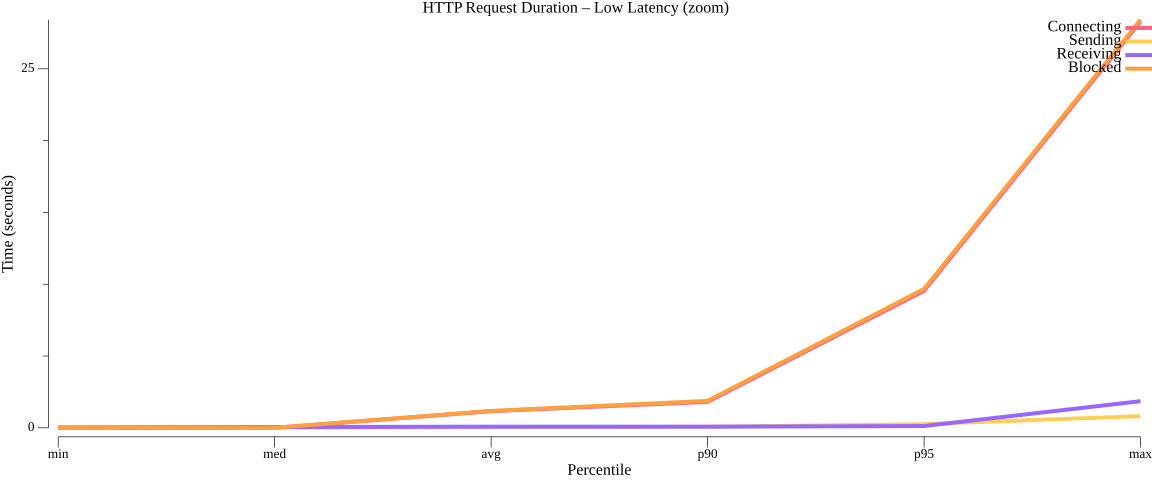 HTTP Request Duration – Low Latency (zoom)
Connecting
Sending
Receiving
Blocked
25
Time (seconds)
0
min med avg p90 p95 max
Percentile